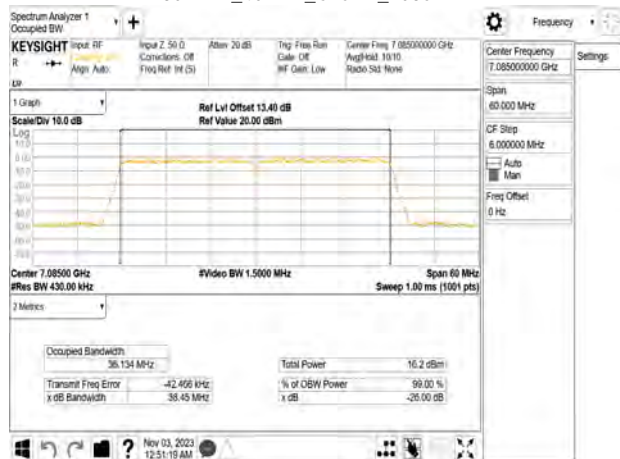 Spectrum Analyzer 1
Occupied BW
+
Frequency
KEYSIGHT Input: RF
Input Z: 50 Ω
Atten: 20 dB
Trig: Free Run
Center Freq: 7.085000000 GHz
R
Corrections: Off
Gate: Off
Avg|Hold: 10/10
Align: Auto
Freq Ref: Int (S)
#IF Gain: Low
Radio Std: None
Center Frequency
7.085000000 GHz
Settings
Span
60.000 MHz
CF Step
6.000000 MHz
Auto
Man
Freq Offset
0 Hz
1 Graph
Scale/Div 10.0 dB
Ref Lvl Offset 13.40 dB
Ref Value 20.00 dBm
Log
10.0
0.00
Center 7.08500 GHz
#Video BW 1.5000 MHz
Span 60 MHz
#Res BW 430.00 kHz
Sweep 1.00 ms (1001 pts)
2 Metrics
Occupied Bandwidth
36.134 MHz
Total Power
16.2 dBm
Transmit Freq Error
-42.466 kHz
% of OBW Power
99.00 %
x dB Bandwidth
38.45 MHz
x dB
-26.00 dB
?
Nov 03, 2023
12:51:19 AM